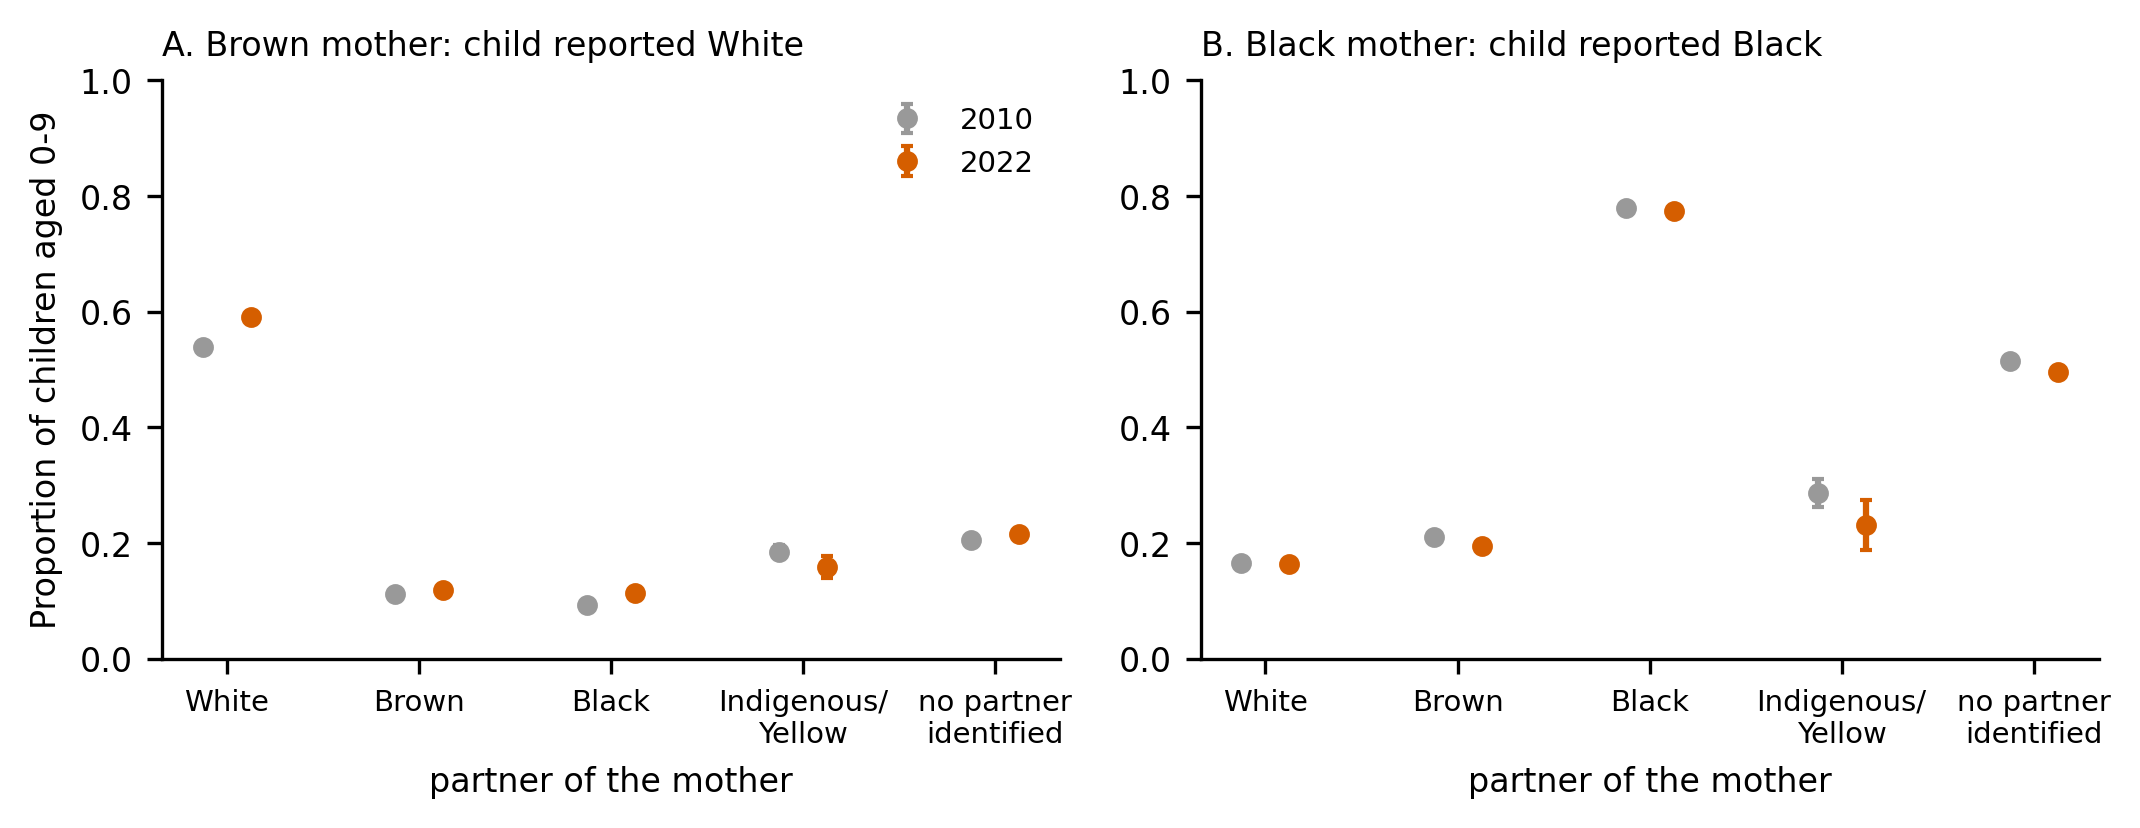 A. Brown mother: child reported White
Proportion of children aged 0-9
1.0
0.8
0.6
0.4
0.2
0.0
2010
2022
White
Brown
Black
Indigenous/
Yellow
no partner
identified
partner of the mother
B. Black mother: child reported Black
1.0
0.8
0.6
0.4
0.2
0.0
White
Brown
Black
Indigenous/
Yellow
no partner
identified
partner of the mother